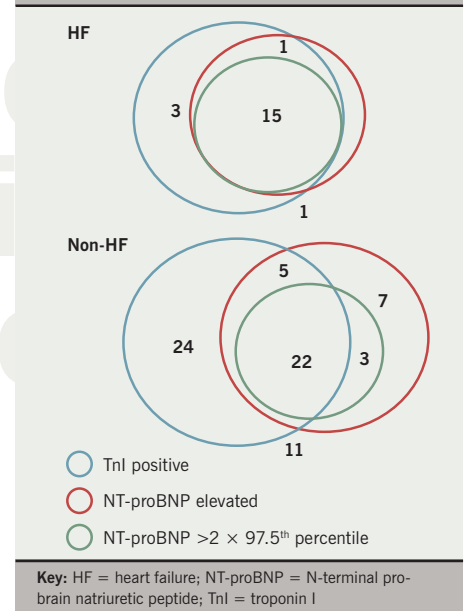 HF
1
3
15
1
Non-HF
5
7
24
22
3
11
TnI positive
NT-proBNP elevated
NT-proBNP >2 × 97.5th percentile
Key: HF = heart failure; NT-proBNP = N-terminal pro-
brain natriuretic peptide; TnI = troponin I